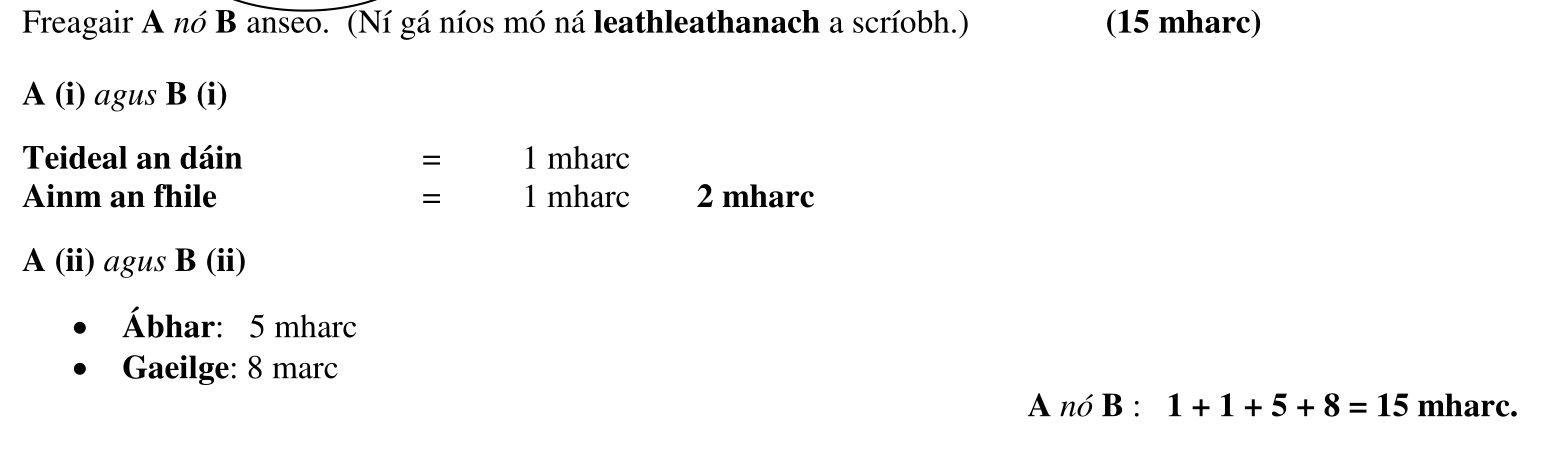 Freagair A nó B anseo. (Ní gá níos mó ná leathleathanach a scríobh.) (15 mharc)
A (i) agus B (i)
Teideal an dáin = 1 mharc
Ainm an fhile = 1 mharc 2 mharc
A (ii) agus B (ii)
• Ábhar: 5 mharc
• Gaeilge: 8 marc
A nó B : 1 + 1 + 5 + 8 = 15 mharc.